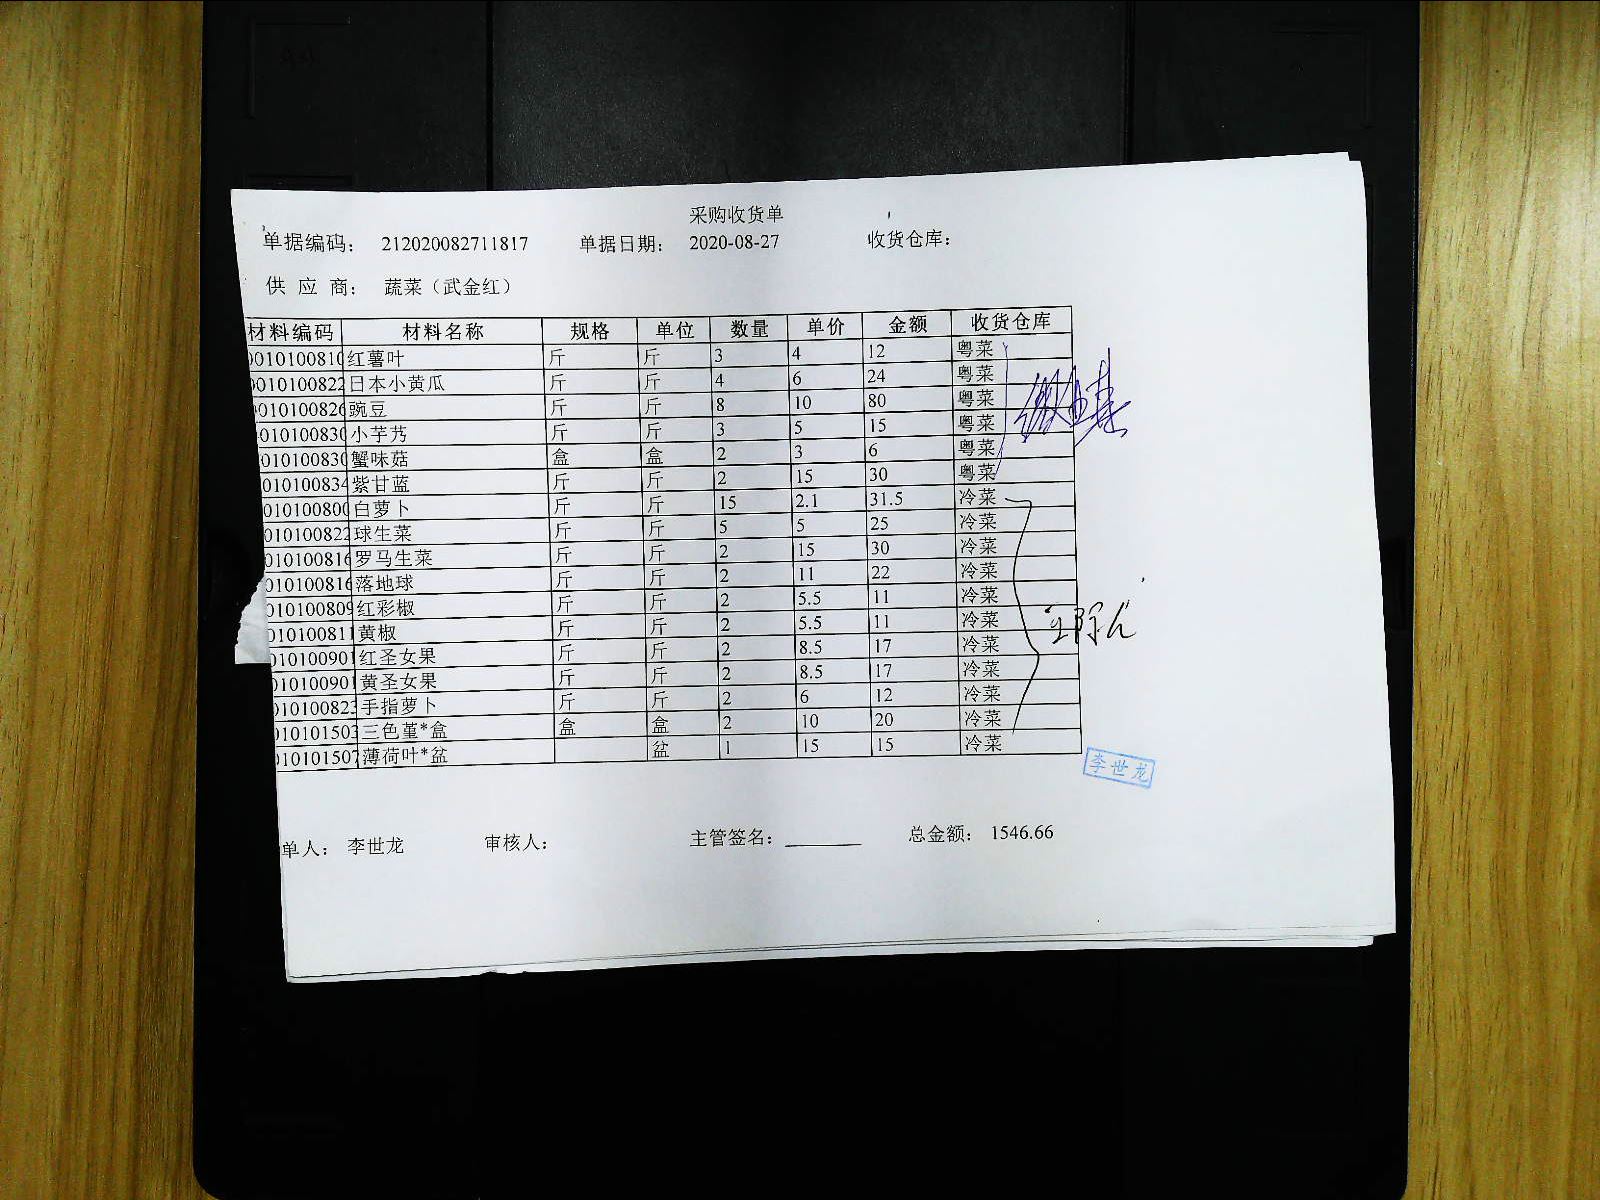 采购收货单
单据编码： 212020082711817 单据日期： 2020-08-27 收货仓库：
供 应 商： 蔬菜（武金红）
材料编码 材料名称 规格 单位 数量 单价 金额 收货仓库
0010100810 红薯叶 斤 斤 3 4 12 粤菜
0010100822 日本小黄瓜 斤 斤 4 6 24 粤菜
010100826 豌豆 斤 斤 8 10 80 粤菜
010100830 小芋艿 斤 斤 3 5 15 粤菜
010100830 蟹味菇 盒 盒 2 3 6 粤菜
010100834 紫甘蓝 斤 斤 2 15 30 粤菜
010100800 白萝卜 斤 斤 15 2.1 31.5 冷菜
010100822 球生菜 斤 斤 5 5 25 冷菜
010100816 罗马生菜 斤 斤 2 15 30 冷菜
010100816 落地球 斤 斤 2 11 22 冷菜
010100809 红彩椒 斤 斤 2 5.5 11 冷菜
010100811 黄椒 斤 斤 2 5.5 11 冷菜
010100901 红圣女果 斤 斤 2 8.5 17 冷菜
010100901 黄圣女果 斤 斤 2 8.5 17 冷菜
010100823 手指萝卜 斤 斤 2 6 12 冷菜
010101503 三色堇*盒 盒 盒 2 10 20 冷菜
010101507 薄荷叶*盆 盆 1 15 15 冷菜
李世龙
单人： 李世龙 审核人： 主管签名： 总金额： 1546.66